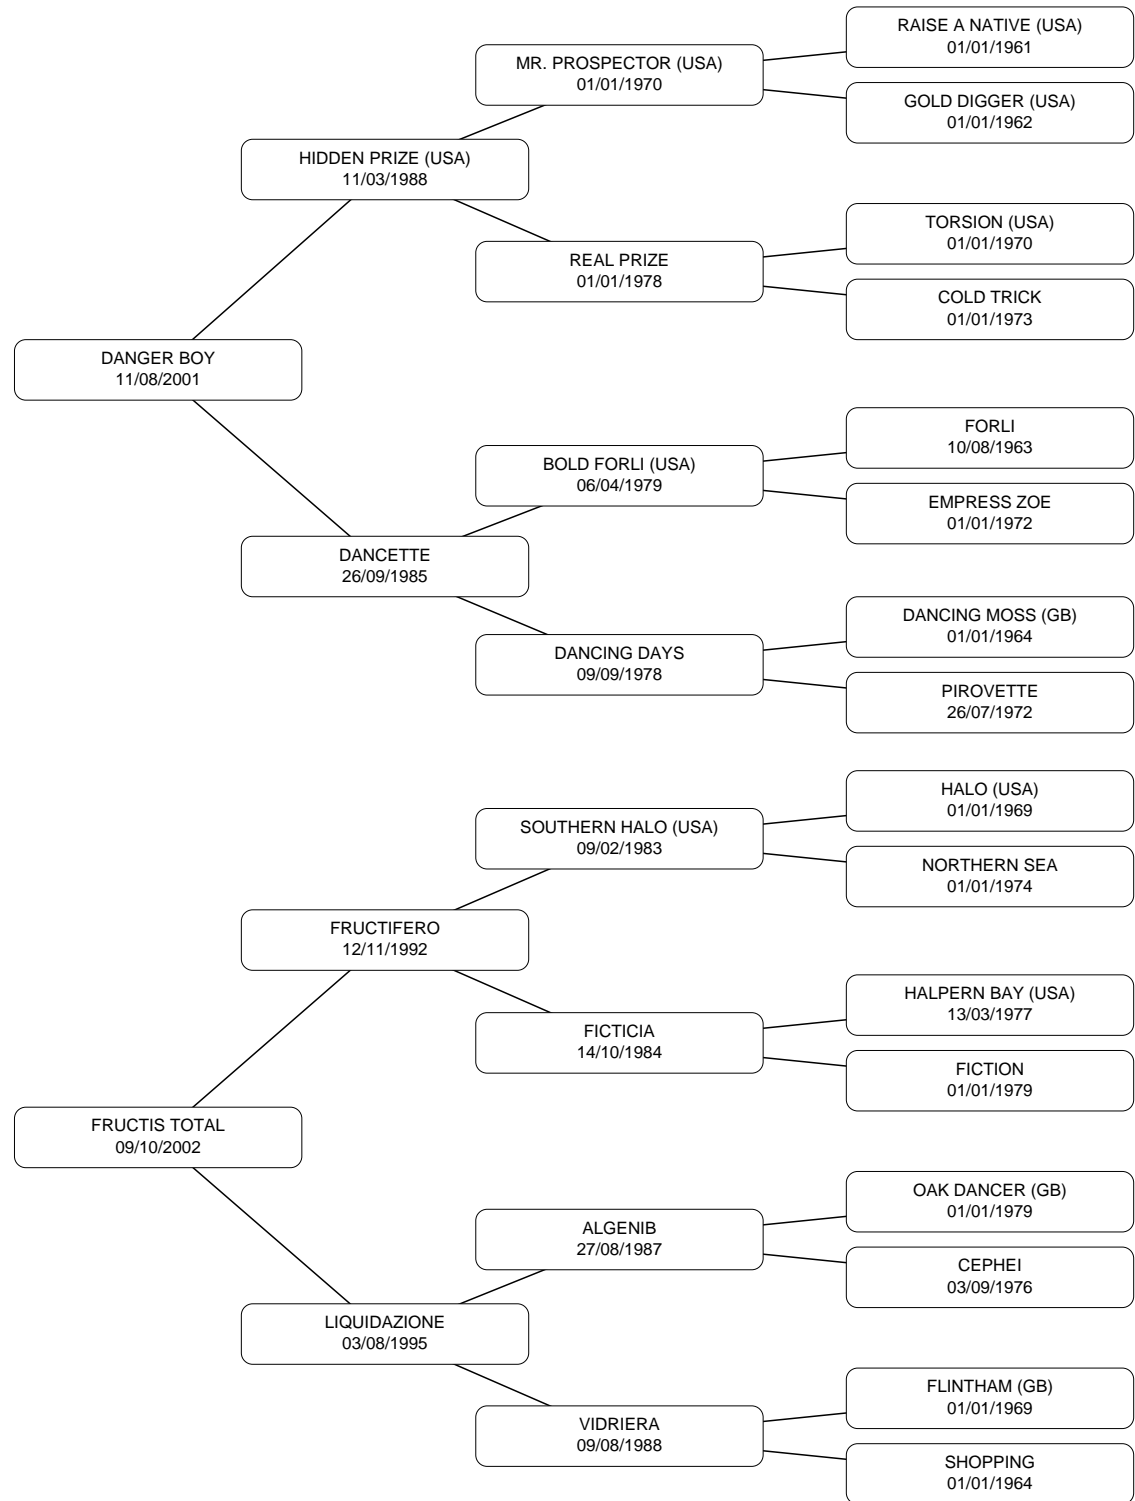 RAISE A NATIVE (USA)
01/01/1961
MR. PROSPECTOR (USA)
01/01/1970
GOLD DIGGER (USA)
01/01/1962
HIDDEN PRIZE (USA)
11/03/1988
TORSION (USA)
01/01/1970
REAL PRIZE
01/01/1978
COLD TRICK
01/01/1973
DANGER BOY
11/08/2001
FORLI
10/08/1963
BOLD FORLI (USA)
06/04/1979
EMPRESS ZOE
01/01/1972
DANCETTE
26/09/1985
DANCING MOSS (GB)
01/01/1964
DANCING DAYS
09/09/1978
PIROVETTE
26/07/1972
HALO (USA)
01/01/1969
SOUTHERN HALO (USA)
09/02/1983
NORTHERN SEA
01/01/1974
FRUCTIFERO
12/11/1992
HALPERN BAY (USA)
13/03/1977
FICTICIA
14/10/1984
FICTION
01/01/1979
FRUCTIS TOTAL
09/10/2002
OAK DANCER (GB)
01/01/1979
ALGENIB
27/08/1987
CEPHEI
03/09/1976
LIQUIDAZIONE
03/08/1995
FLINTHAM (GB)
01/01/1969
VIDRIERA
09/08/1988
SHOPPING
01/01/1964